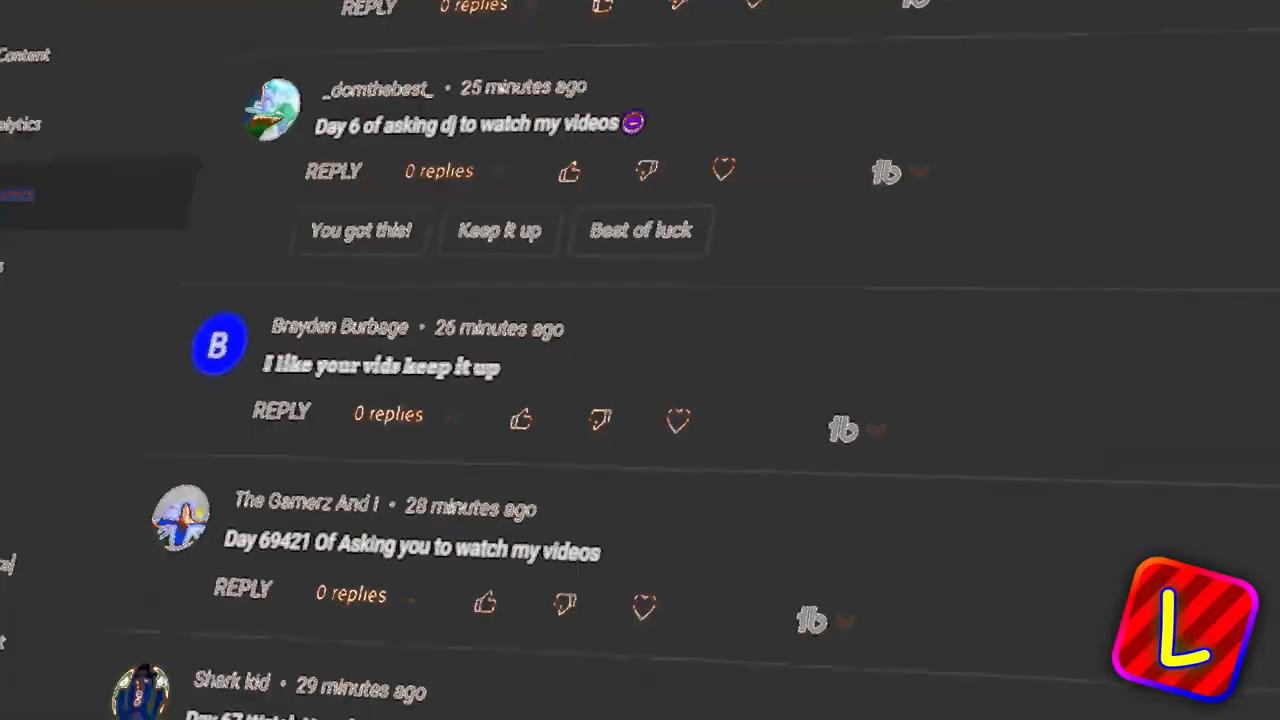 REPLY 0 replies
Content
_domthebest_ • 25 minutes ago
Day 6 of asking dj to watch my videos
REPLY 0 replies
You got this! Keep it up Best of luck
Brayden Burbage • 26 minutes ago
B
I like your vids keep it up
REPLY 0 replies
The Gamerz And I • 28 minutes ago
Day 69421 Of Asking you to watch my videos
REPLY 0 replies
L
Shark kid • 29 minutes ago
Day 67